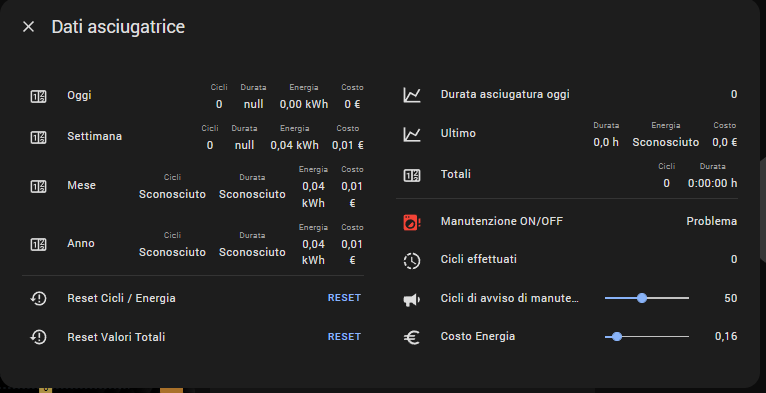 Dati asciugatrice
Cicli Durata Energia Costo
Oggi 0 null 0,00 kWh 0 €
Cicli Durata Energia Costo
Settimana 0 null 0,04 kWh 0,01 €
Cicli Durata Energia Costo
Mese Sconosciuto Sconosciuto 0,04 kWh 0,01 €
Cicli Durata Energia Costo
Anno Sconosciuto Sconosciuto 0,04 kWh 0,01 €
Reset Cicli / Energia RESET
Reset Valori Totali RESET
Durata asciugatura oggi 0
Durata Energia Costo
Ultimo 0,0 h Sconosciuto 0,0 €
Cicli Durata
Totali 0 0:00:00 h
Manutenzione ON/OFF Problema
Cicli effettuati 0
Cicli di avviso di manute... 50
Costo Energia 0,16